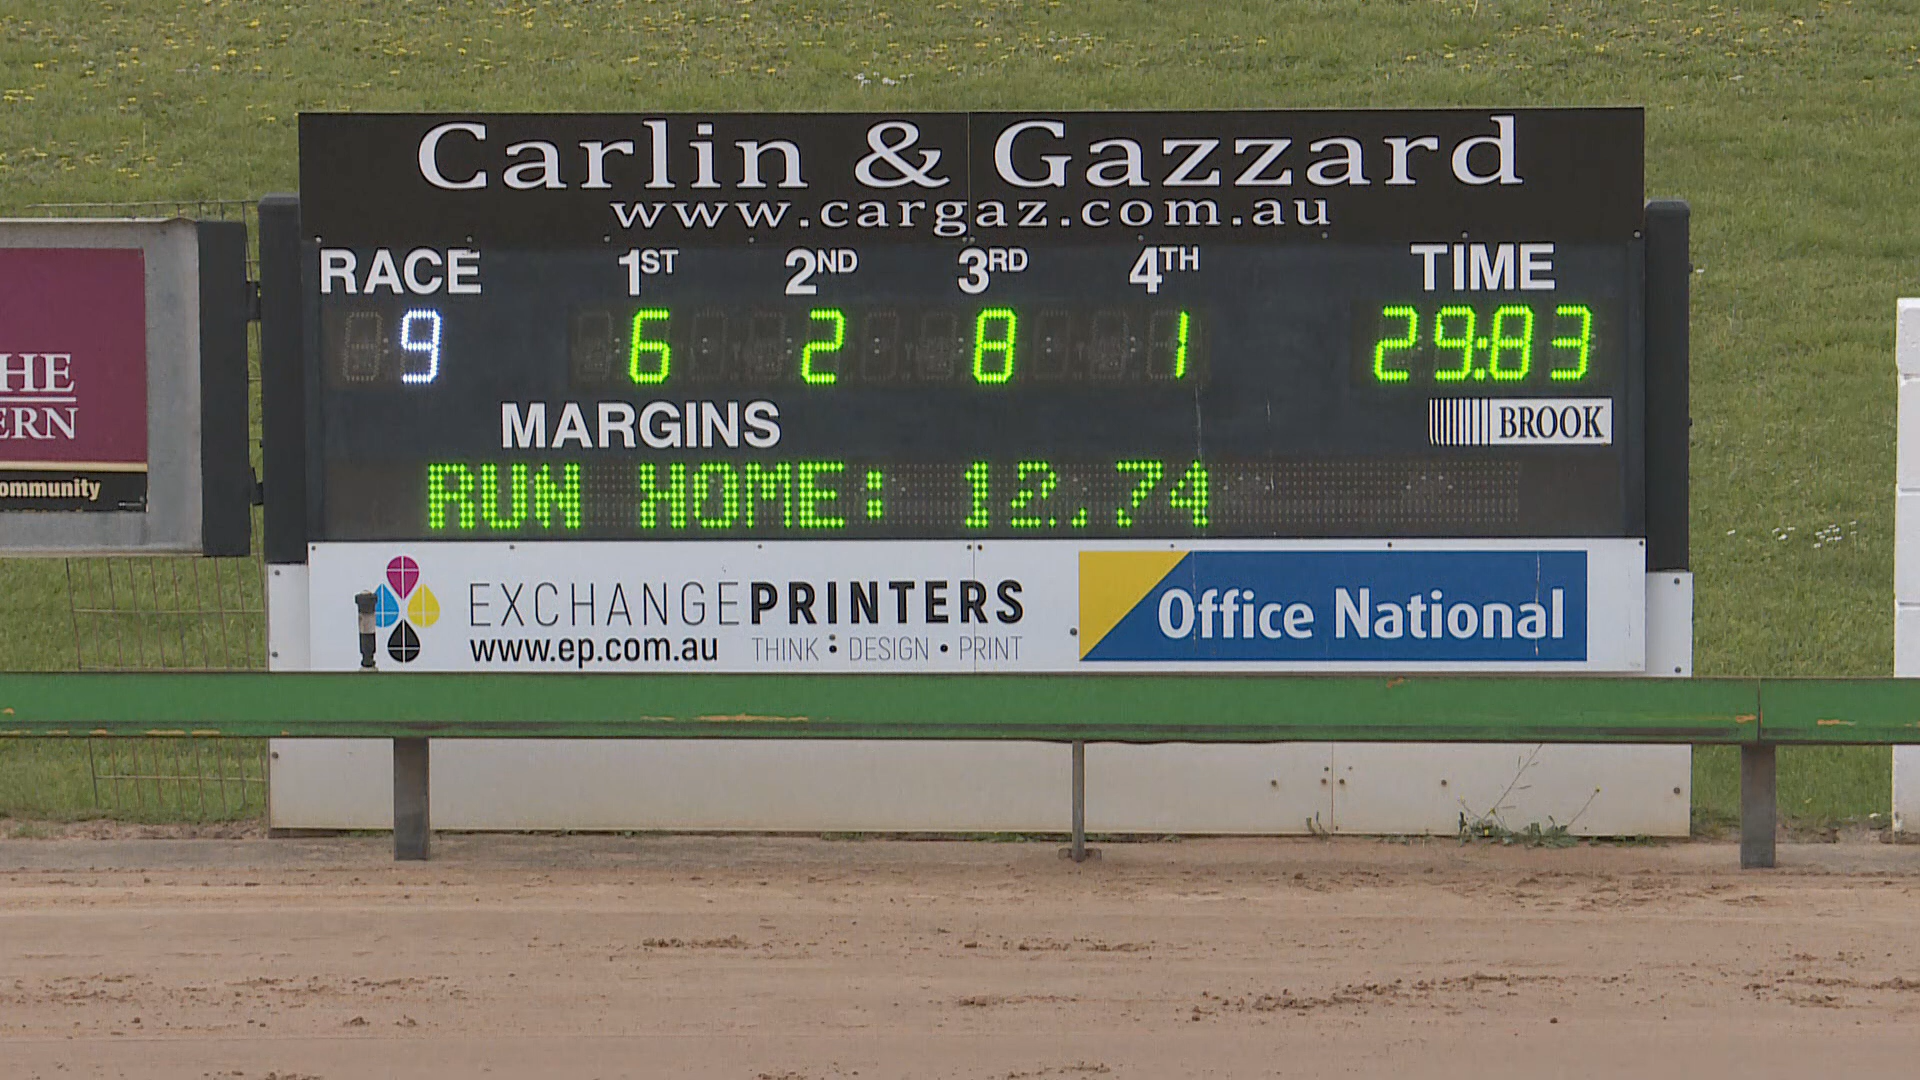 Carlin & Gazzard
www.cargaz.com.au
RACE 1ST 2ND 3RD 4TH TIME
9 6 2 8 1 29:83
MARGINS
BROOK
RUN HOME: 12.74
EXCHANGEPRINTERS
www.ep.com.au THINK • DESIGN • PRINT
Office National
HE
ERN
ommunity